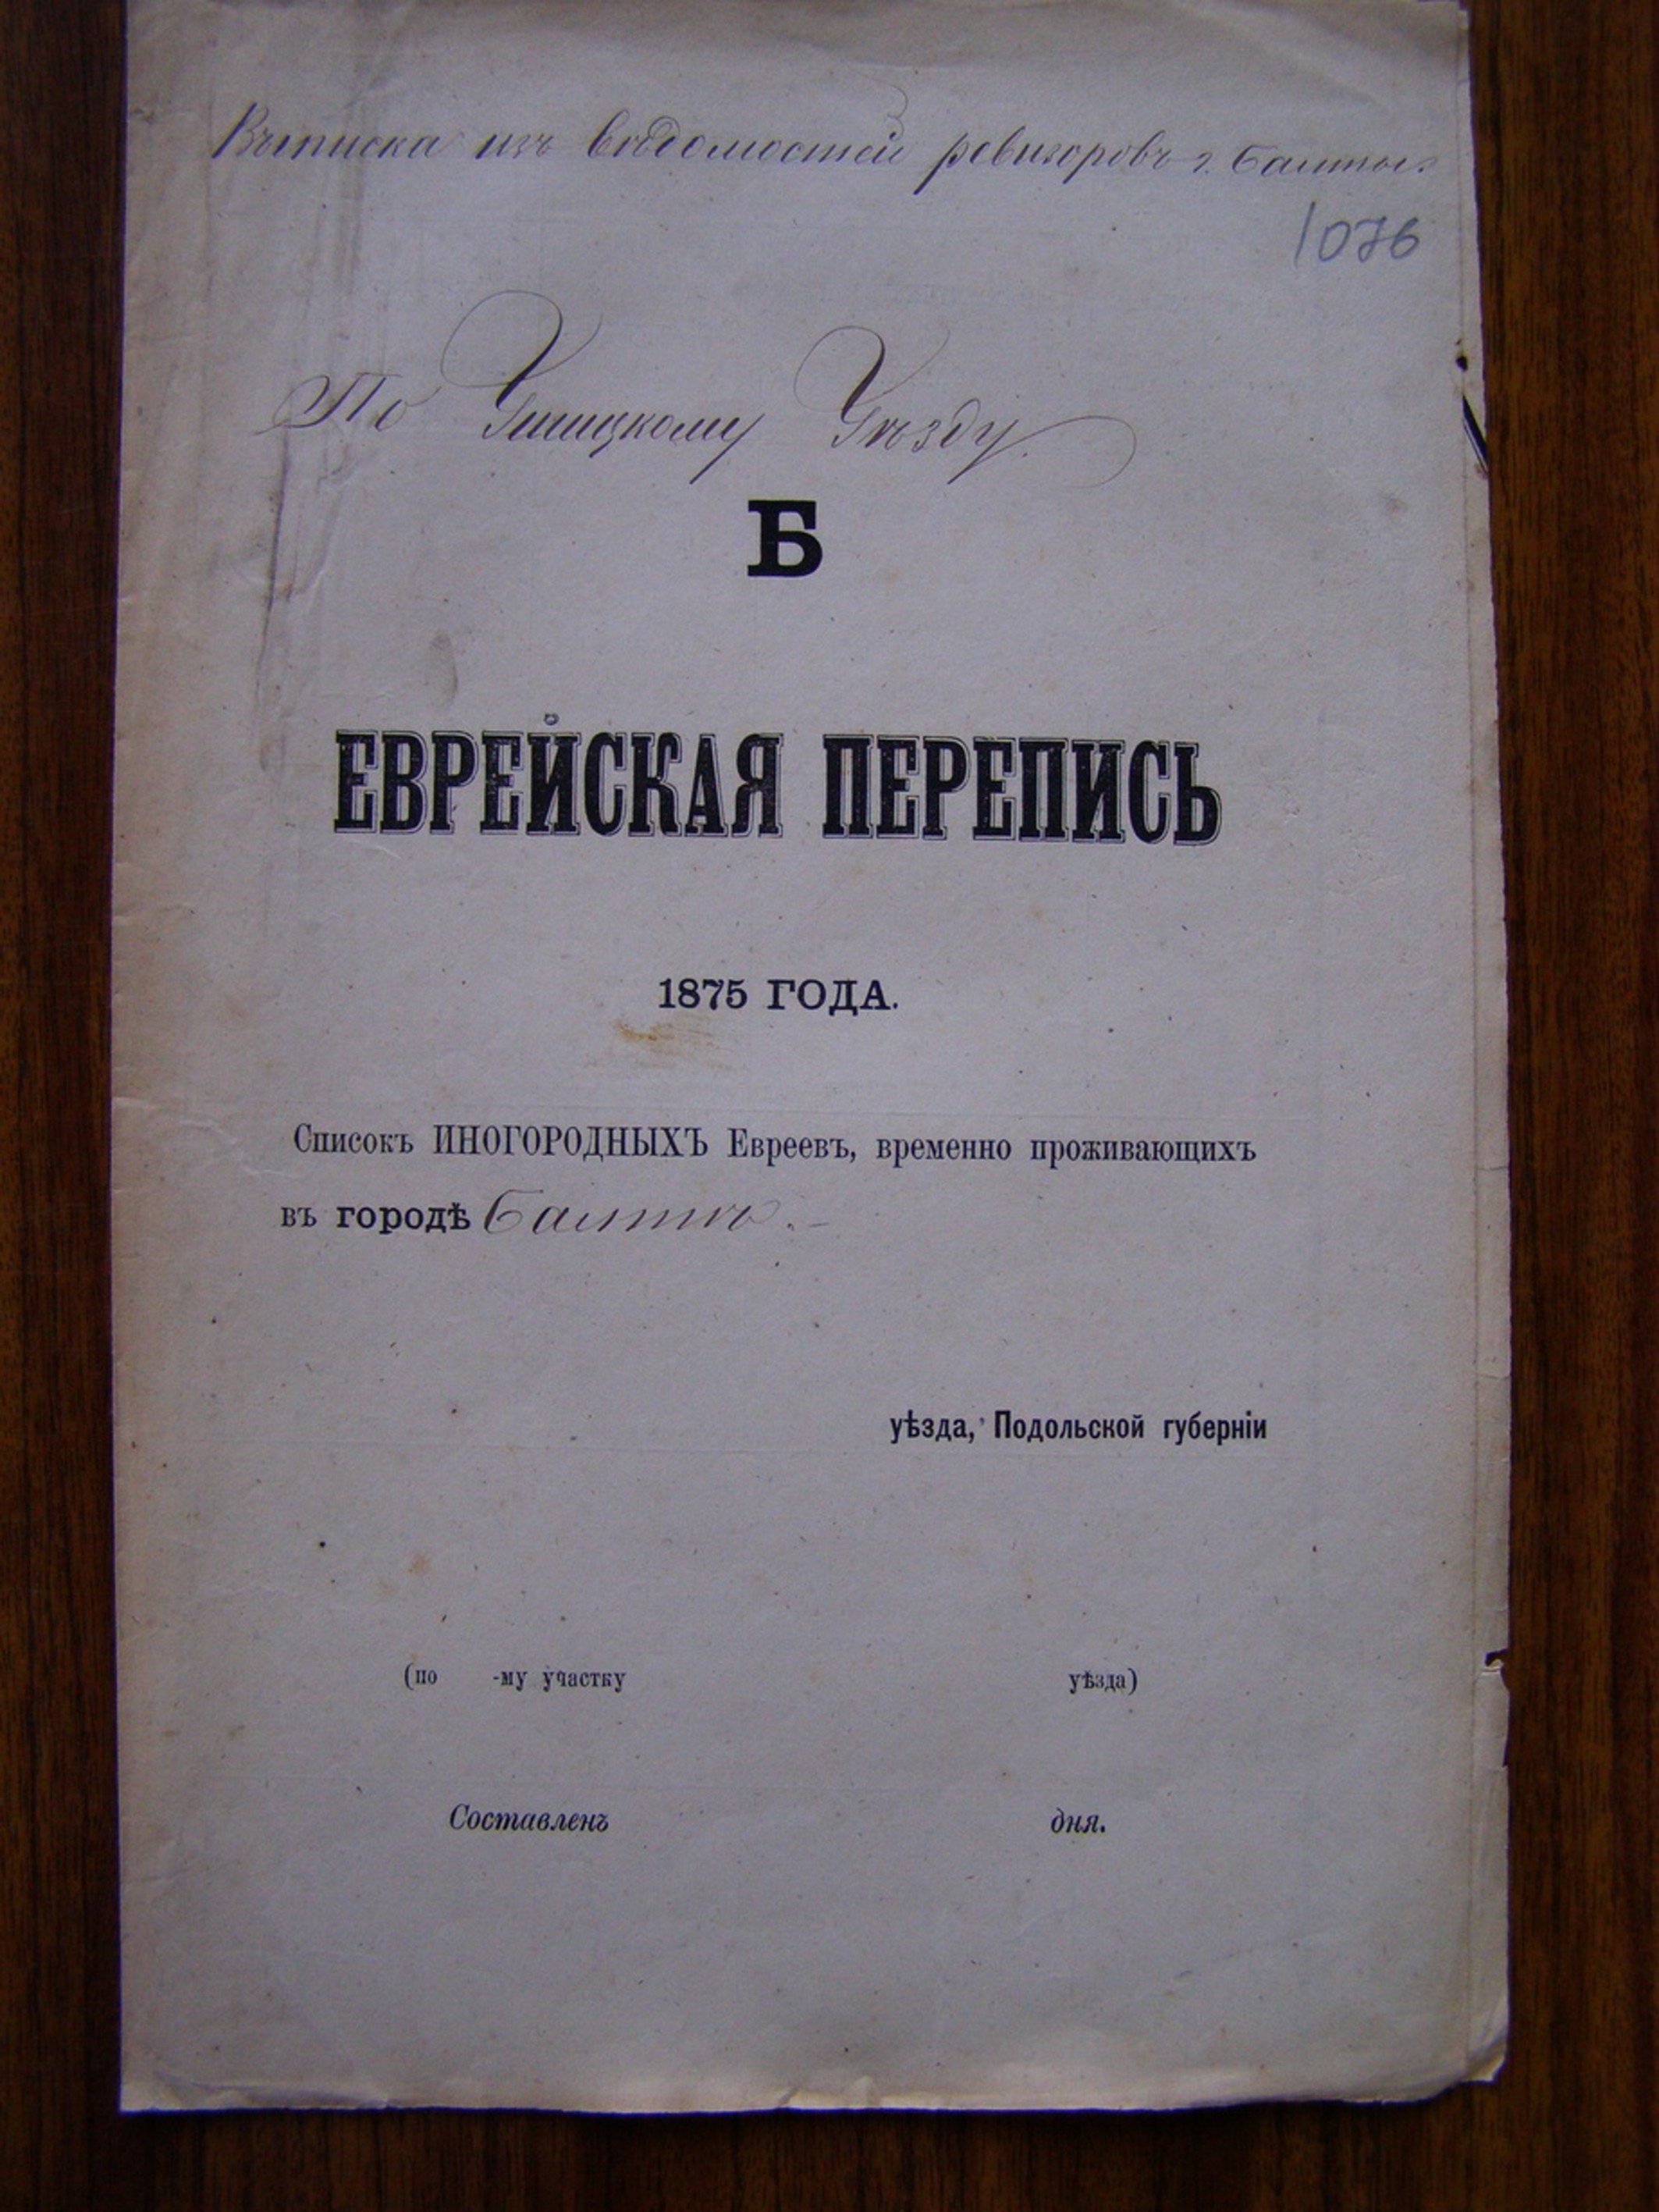 Выписка изъ вѣдомостей ревизоровъ г. Балты.
1076
По Ушицкому Уѣзду.
Б
ЕВРЕЙСКАЯ ПЕРЕПИСЬ
1875 ГОДА.
Списокъ ИНОГОРОДНЫХЪ Евреевъ, временно проживающихъ
въ городѣ Балтѣ.-
уѣзда, Подольской губерніи
(по -му участку уѣзда)
Составленъ дня.